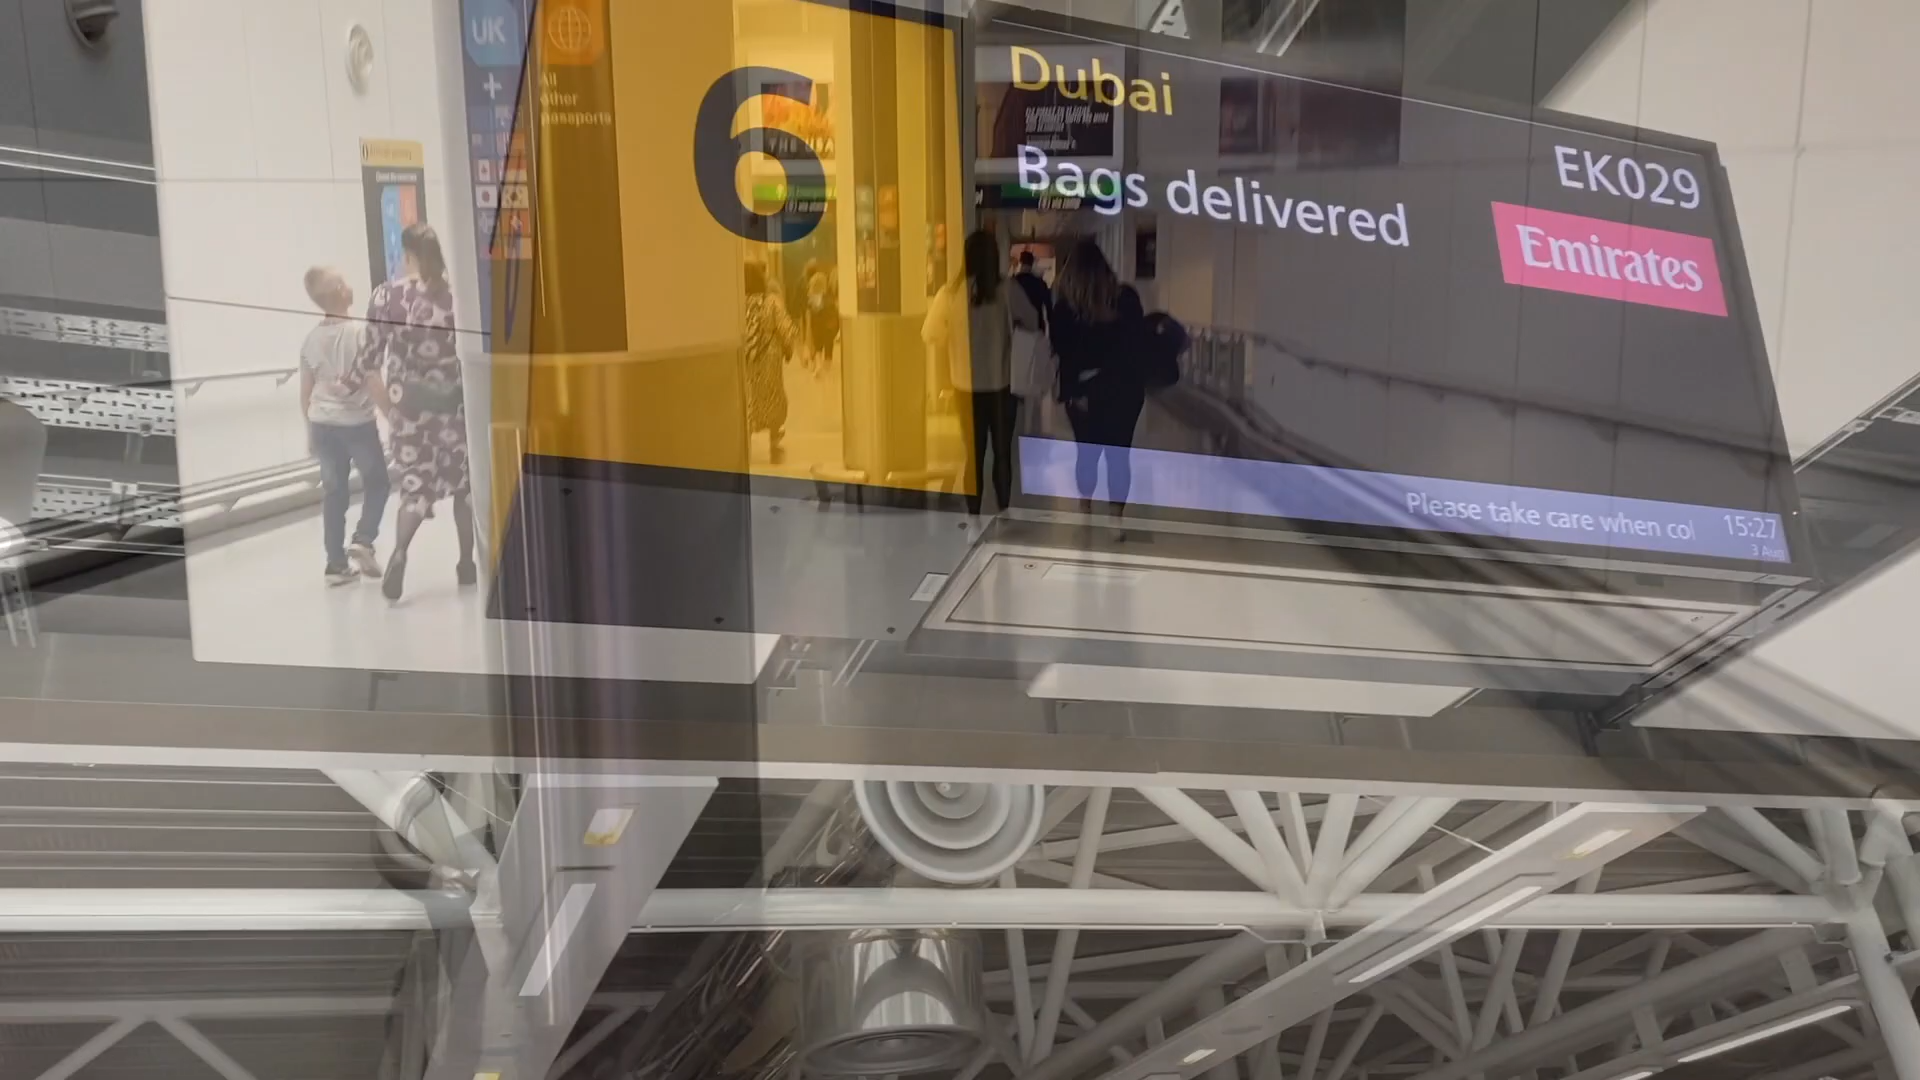 UK
All
other
passports
6
Dubai
Bags delivered
EK029
Emirates
Please take care when col
15:27
3 Aug